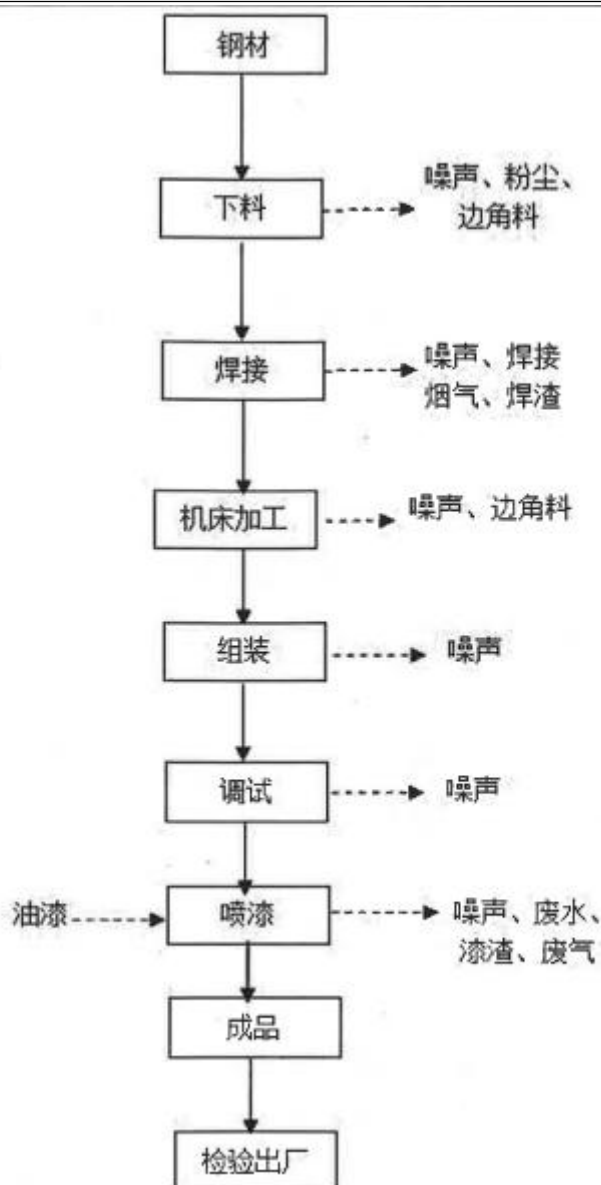 钢材
下料
噪声、粉尘、
边角料
焊接
噪声、焊接
烟气、焊渣
机床加工
噪声、边角料
组装
噪声
调试
噪声
油漆
喷漆
噪声、废水、
漆渣、废气
成品
检验出厂